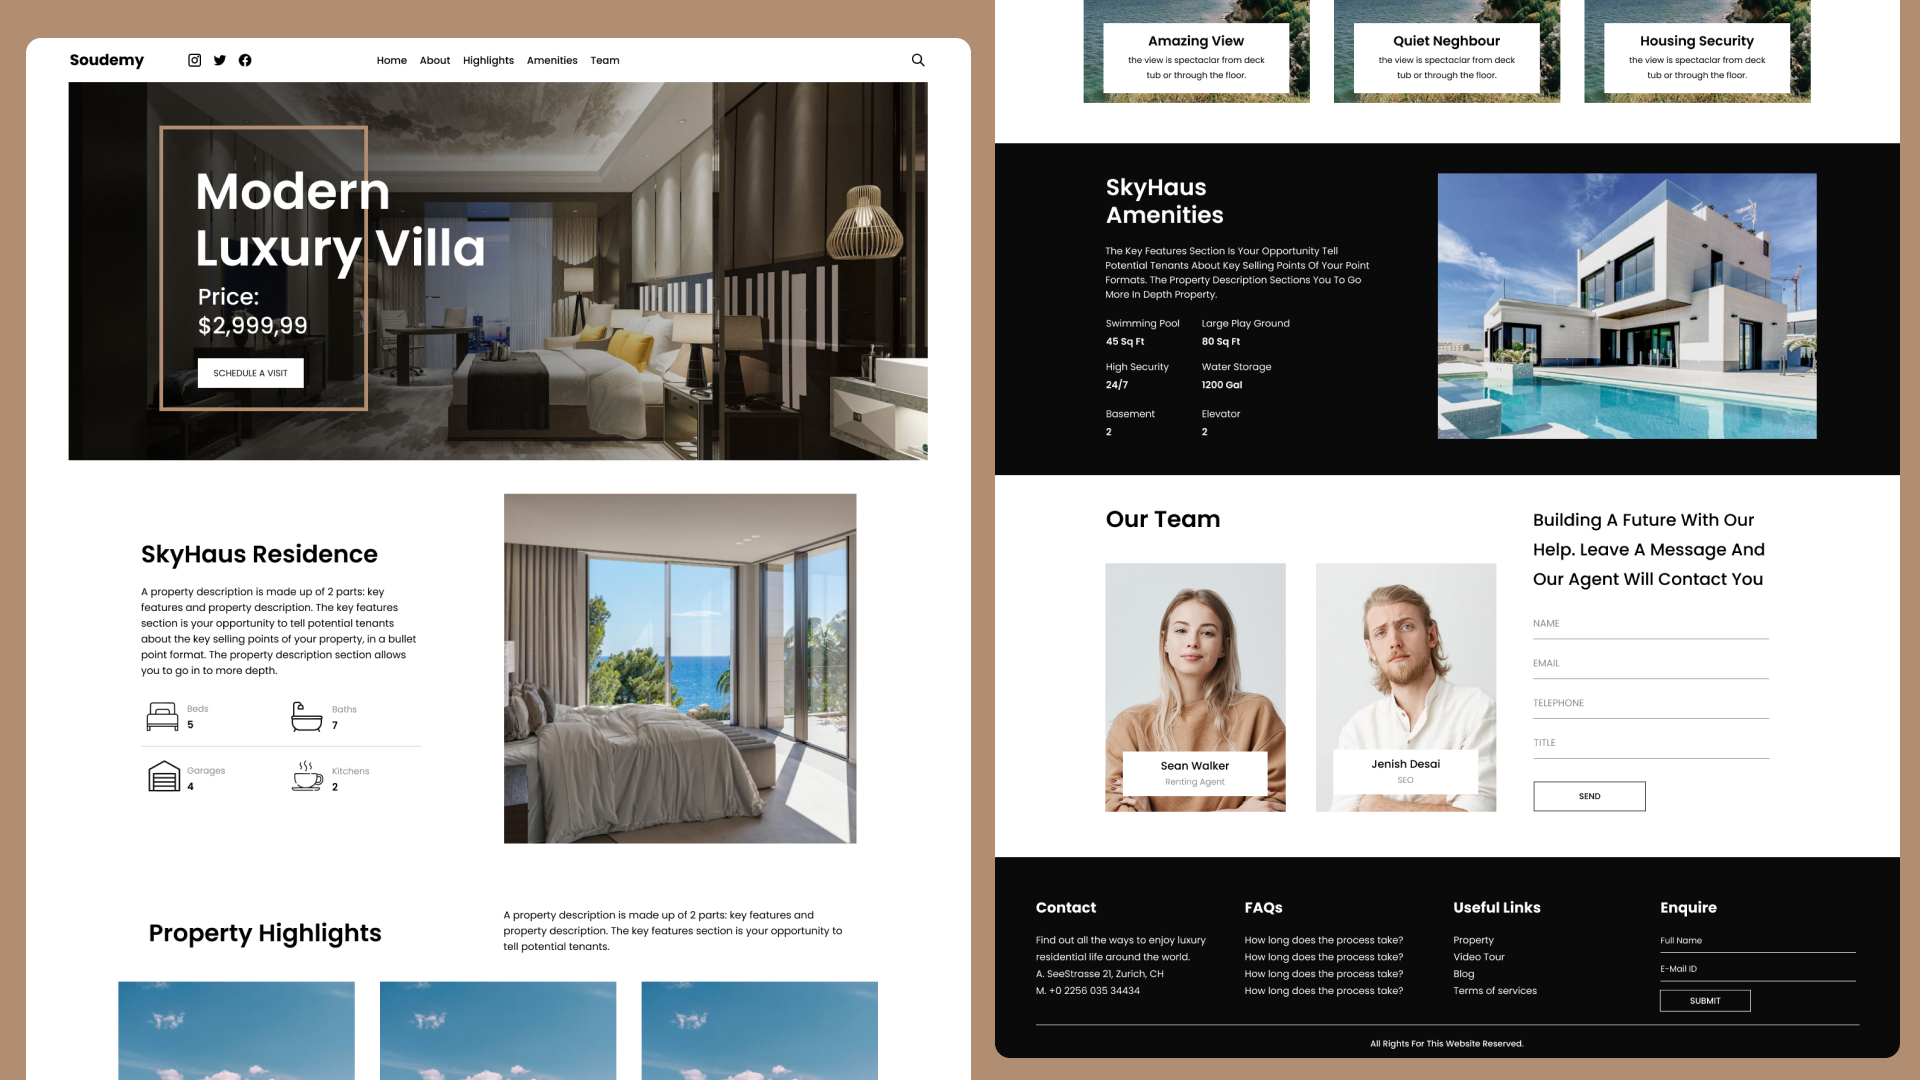 Soudemy
Home About Highlights Amenities Team
Modern
Luxury Villa
Price:
$2,999,99
SCHEDULE A VISIT
SkyHaus Residence
A property description is made up of 2 parts: key
features and property description. The key features
section is your opportunity to tell potential tenants
about the key selling points of your property, in a bullet
point format. The property description section allows
you to go in to more depth.
Beds
5
Baths
7
Garages
4
Kitchens
2
Property Highlights
A property description is made up of 2 parts: key features and
property description. The key features section is your opportunity to
tell potential tenants.
Amazing View
the view is spectaclar from deck
tub or through the floor.
Quiet Neghbour
the view is spectaclar from deck
tub or through the floor.
Housing Security
the view is spectaclar from deck
tub or through the floor.
SkyHaus
Amenities
The Key Features Section Is Your Opportunity Tell
Potential Tenants About Key Selling Points Of Your Point
Formats. The Property Description Sections You To Go
More In Depth Property.
Swimming Pool
45 Sq Ft
Large Play Ground
80 Sq Ft
High Security
24/7
Water Storage
1200 Gal
Basement
2
Elevator
2
Our Team
Sean Walker
Renting Agent
Jenish Desai
SEO
Building A Future With Our
Help. Leave A Message And
Our Agent Will Contact You
NAME
EMAIL
TELEPHONE
TITLE
SEND
Contact
Find out all the ways to enjoy luxury
residential life around the world.
A. SeeStrasse 21, Zurich, CH
M. +0 2256 035 34434
FAQs
How long does the process take?
How long does the process take?
How long does the process take?
How long does the process take?
Useful Links
Property
Video Tour
Blog
Terms of services
Enquire
Full Name
E-Mail ID
SUBMIT
All Rights For This Website Reserved.